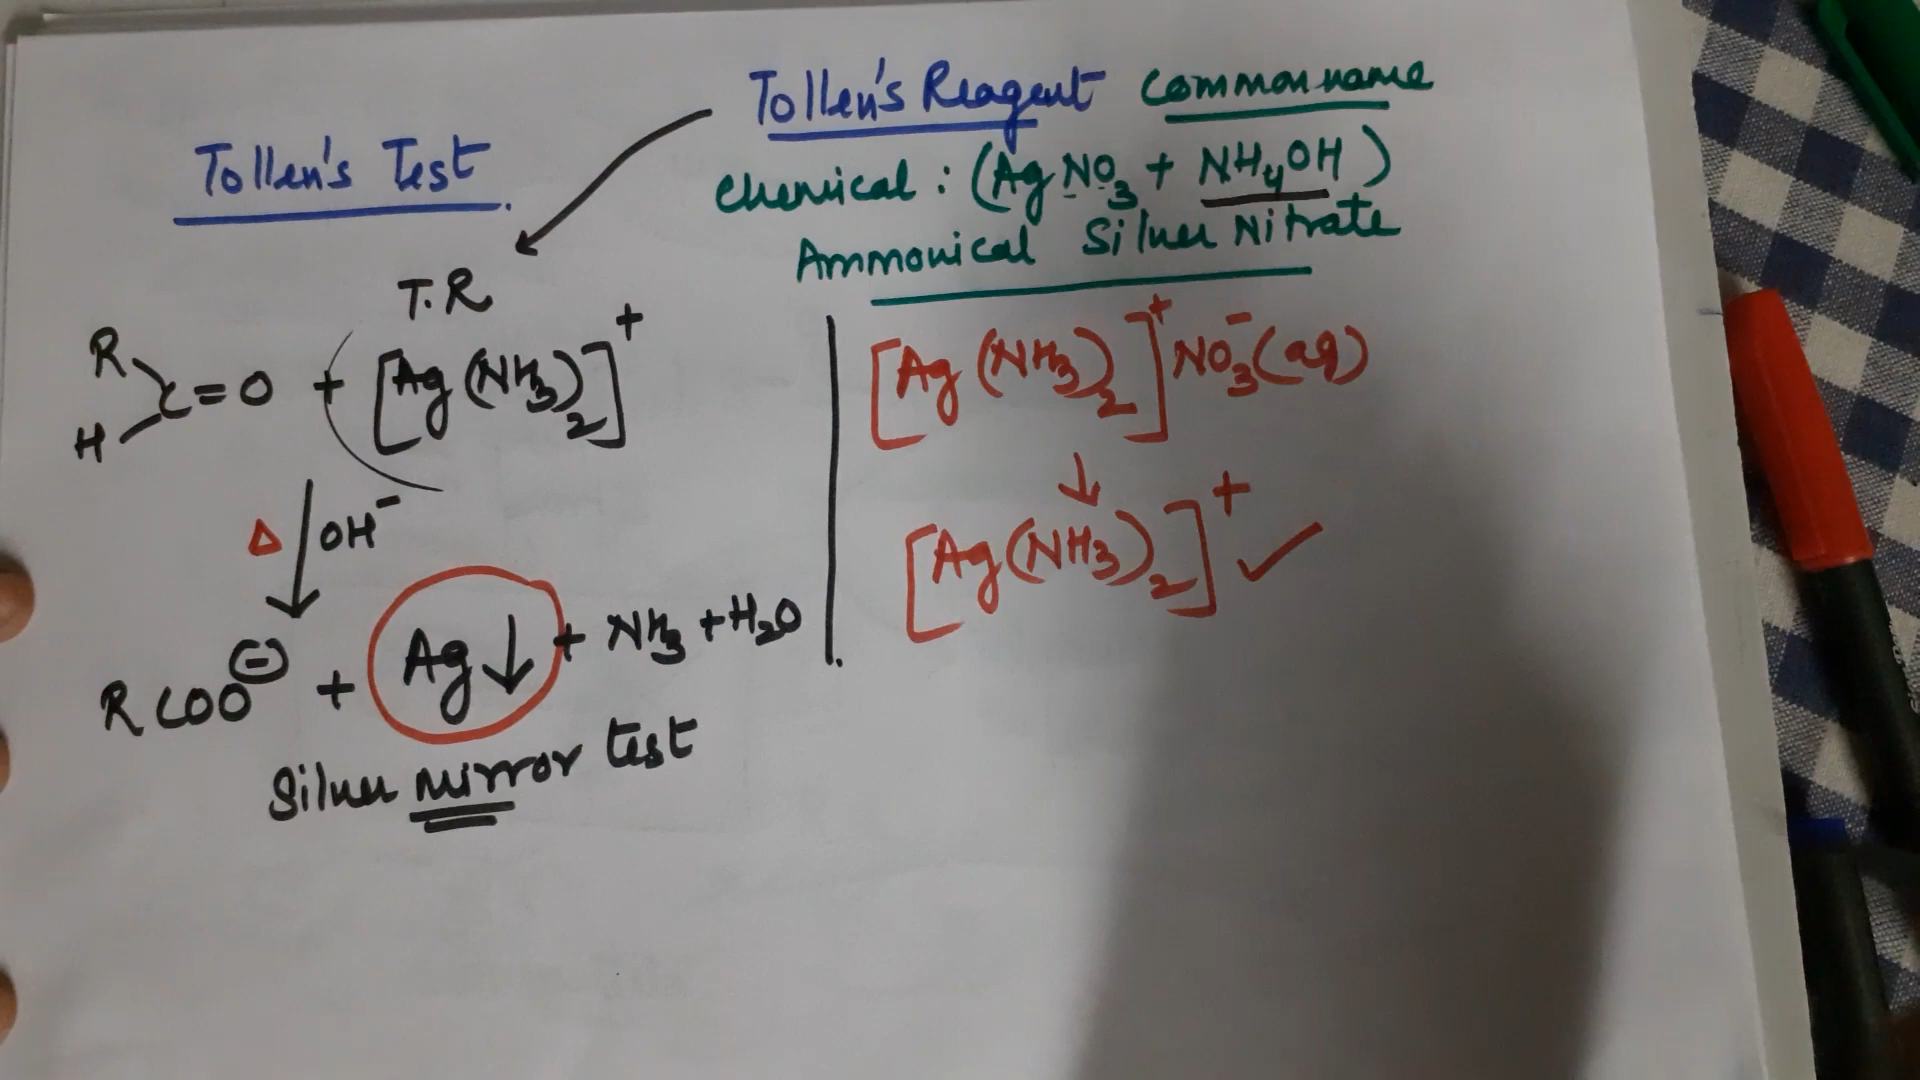 Tollen's Test
Tollen's Reagent Common name
Chemical : (AgNO3 + NH4OH)
Ammonical Silver Nitrate
T.R
R
H
C=O + [Ag(NH3)2]+
Δ OH-
RCOO- + Ag↓ + NH3 + H2O
Silver mirror test
[Ag(NH3)2]+ NO3-(aq)
↓
[Ag(NH3)2]+ ✓